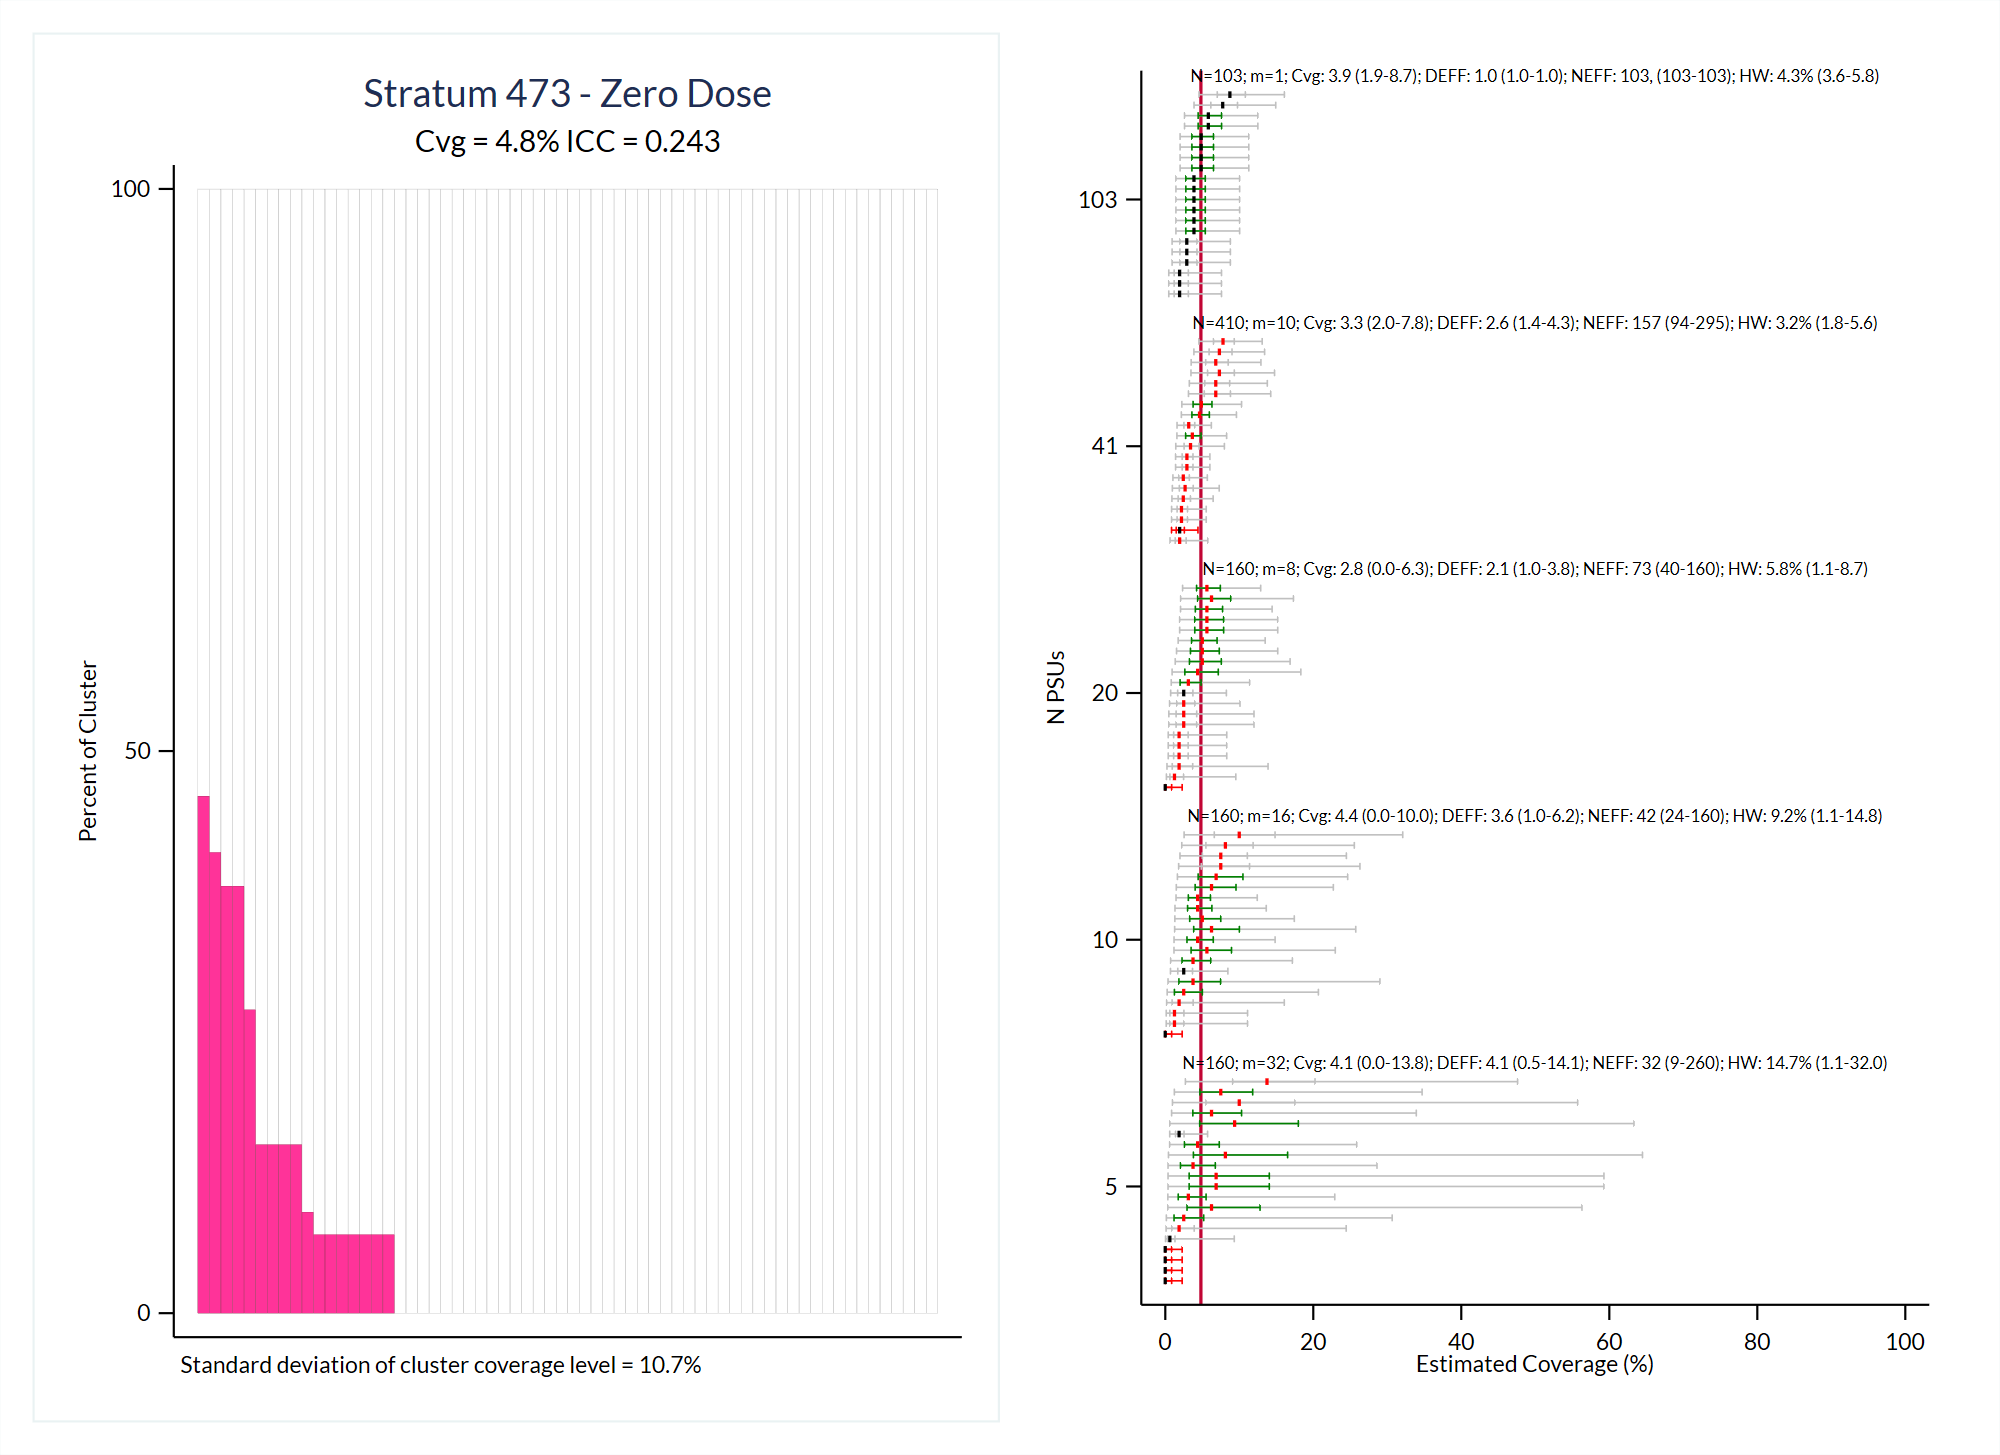 Stratum 473 - Zero Dose
Cvg = 4.8% ICC = 0.243
100
50
0
Percent of Cluster
Standard deviation of cluster coverage level = 10.7%
N=103; m=1; Cvg: 3.9 (1.9-8.7); DEFF: 1.0 (1.0-1.0); NEFF: 103, (103-103); HW: 4.3% (3.6-5.8)
103
N=410; m=10; Cvg: 3.3 (2.0-7.8); DEFF: 2.6 (1.4-4.3); NEFF: 157 (94-295); HW: 3.2% (1.8-5.6)
41
N=160; m=8; Cvg: 2.8 (0.0-6.3); DEFF: 2.1 (1.0-3.8); NEFF: 73 (40-160); HW: 5.8% (1.1-8.7)
N PSUs
20
N=160; m=16; Cvg: 4.4 (0.0-10.0); DEFF: 3.6 (1.0-6.2); NEFF: 42 (24-160); HW: 9.2% (1.1-14.8)
10
N=160; m=32; Cvg: 4.1 (0.0-13.8); DEFF: 4.1 (0.5-14.1); NEFF: 32 (9-260); HW: 14.7% (1.1-32.0)
5
0 20 40 60 80 100
Estimated Coverage (%)